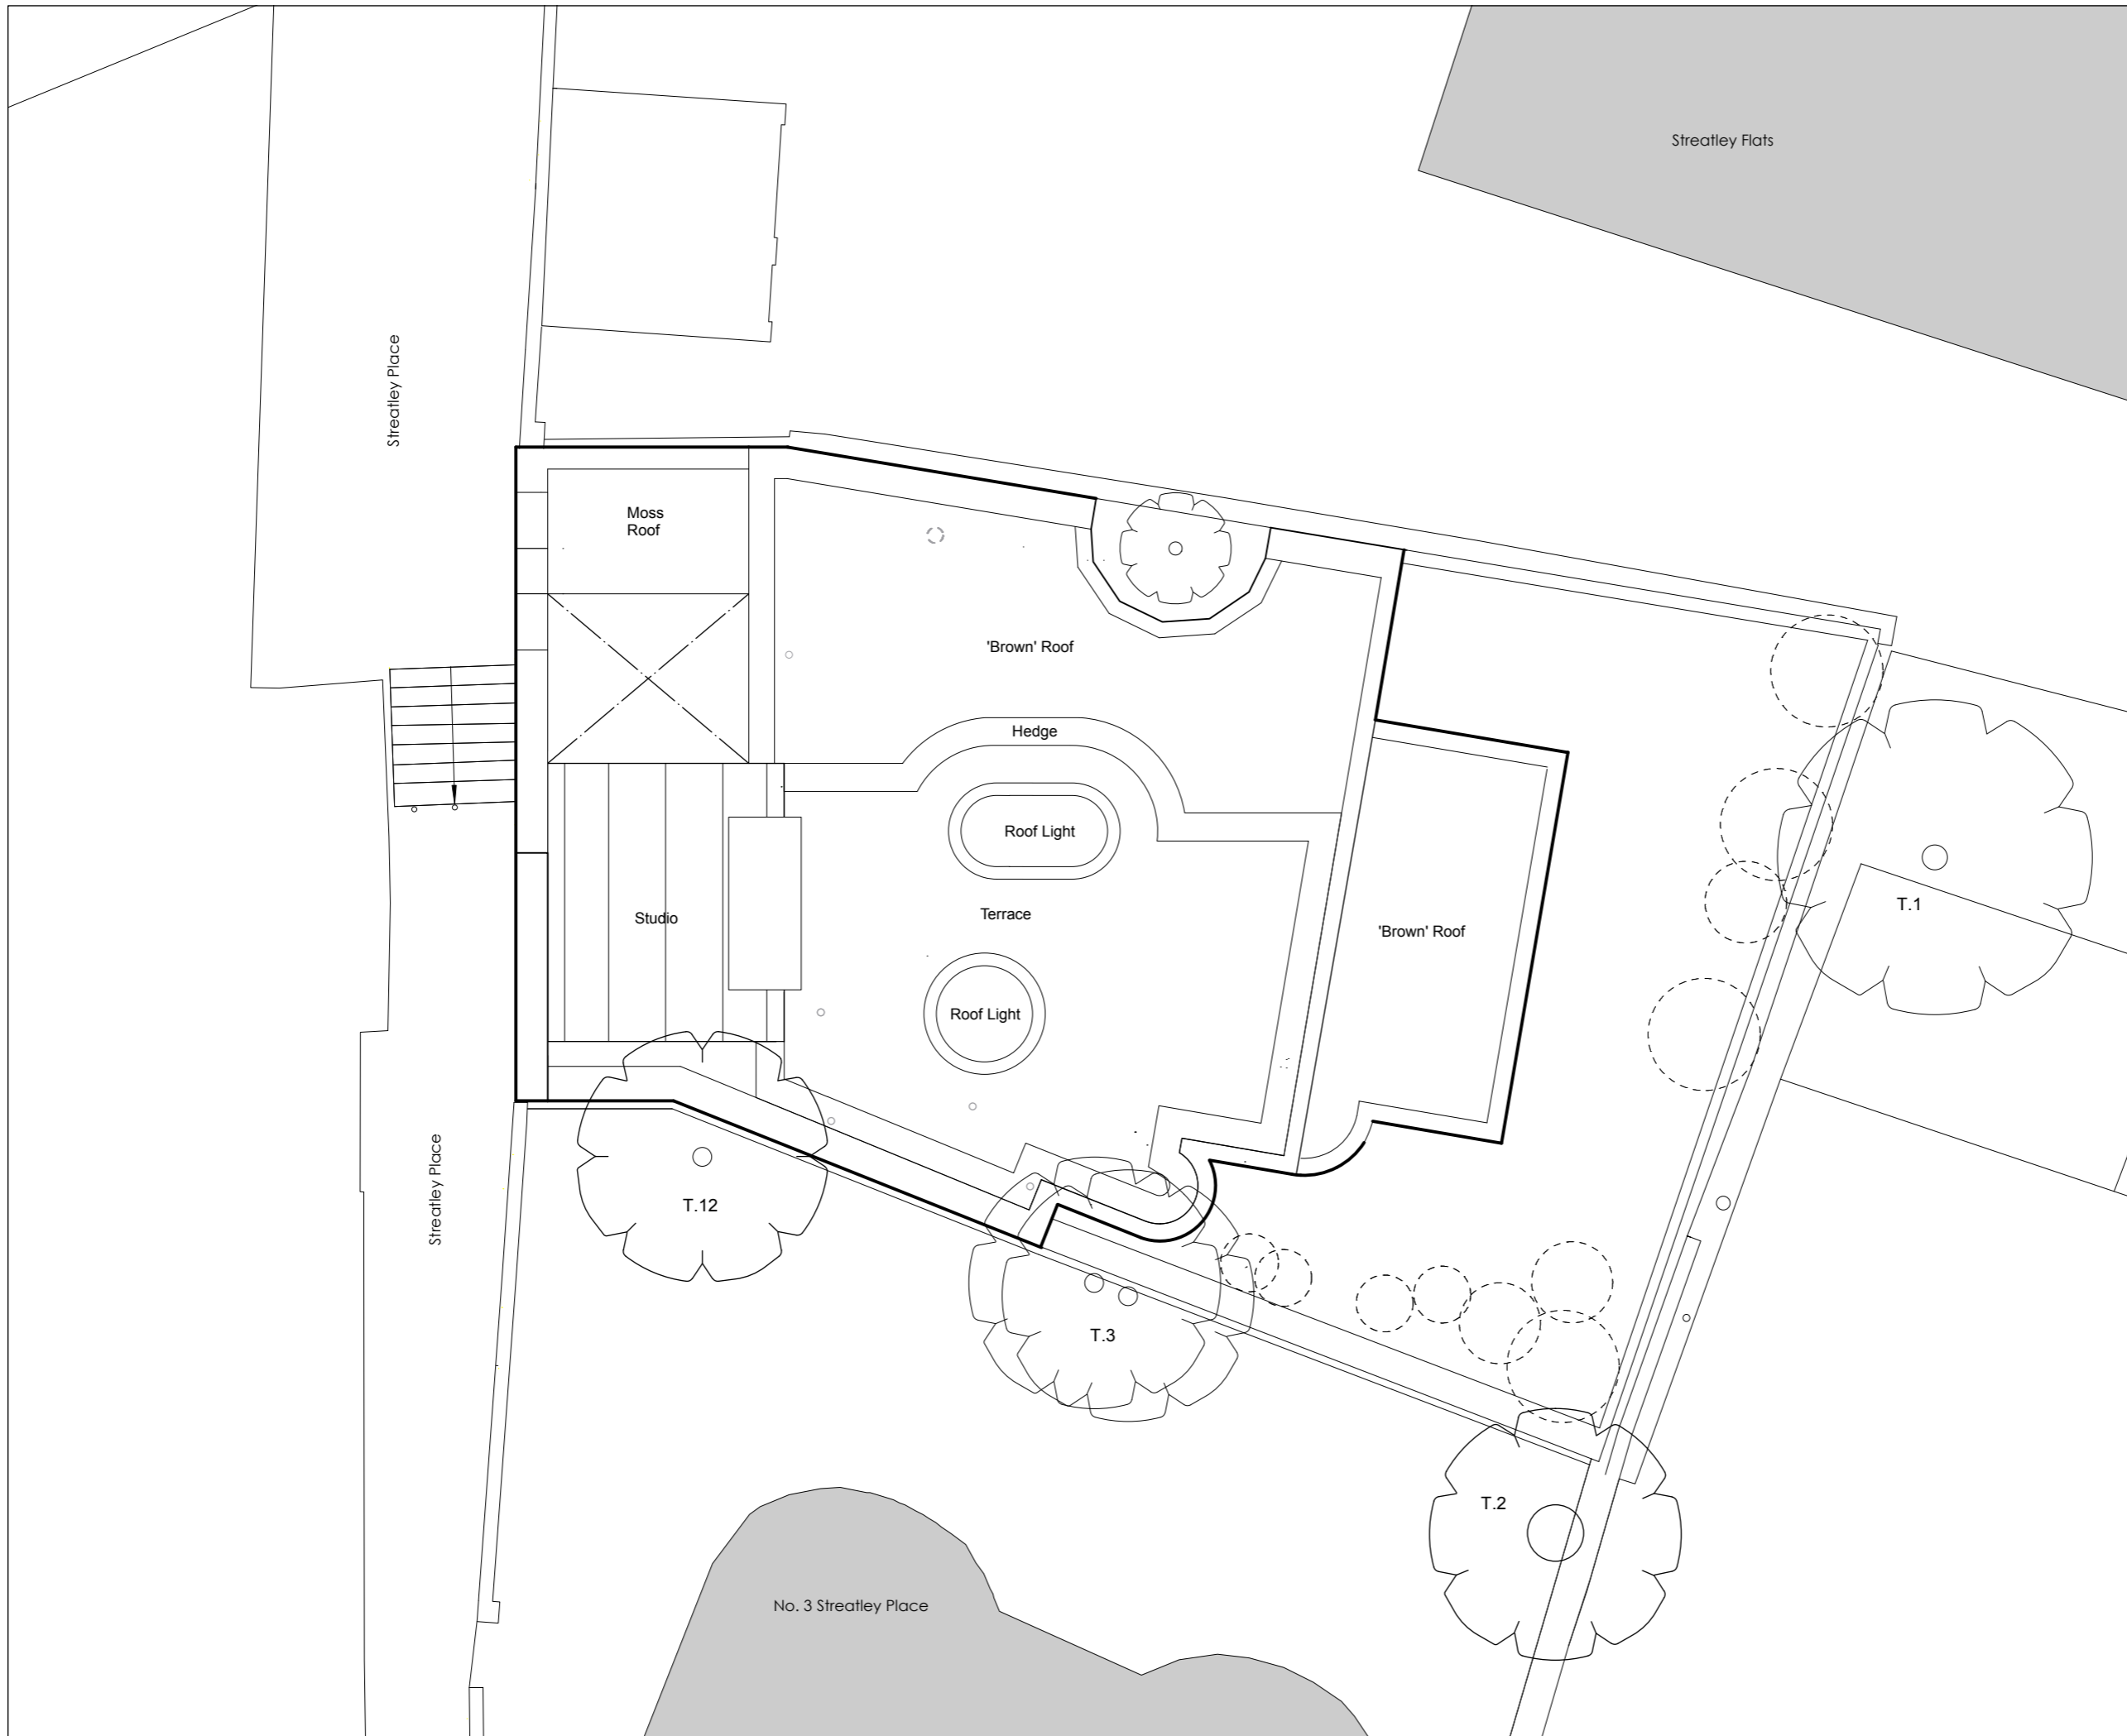 Streatley Flats
Streatley Place
Moss
Roof
'Brown' Roof
Hedge
Roof Light
Terrace
Studio
'Brown' Roof
T.1
Roof Light
Streatley Place
T.12
T.3
T.2
No. 3 Streatley Place